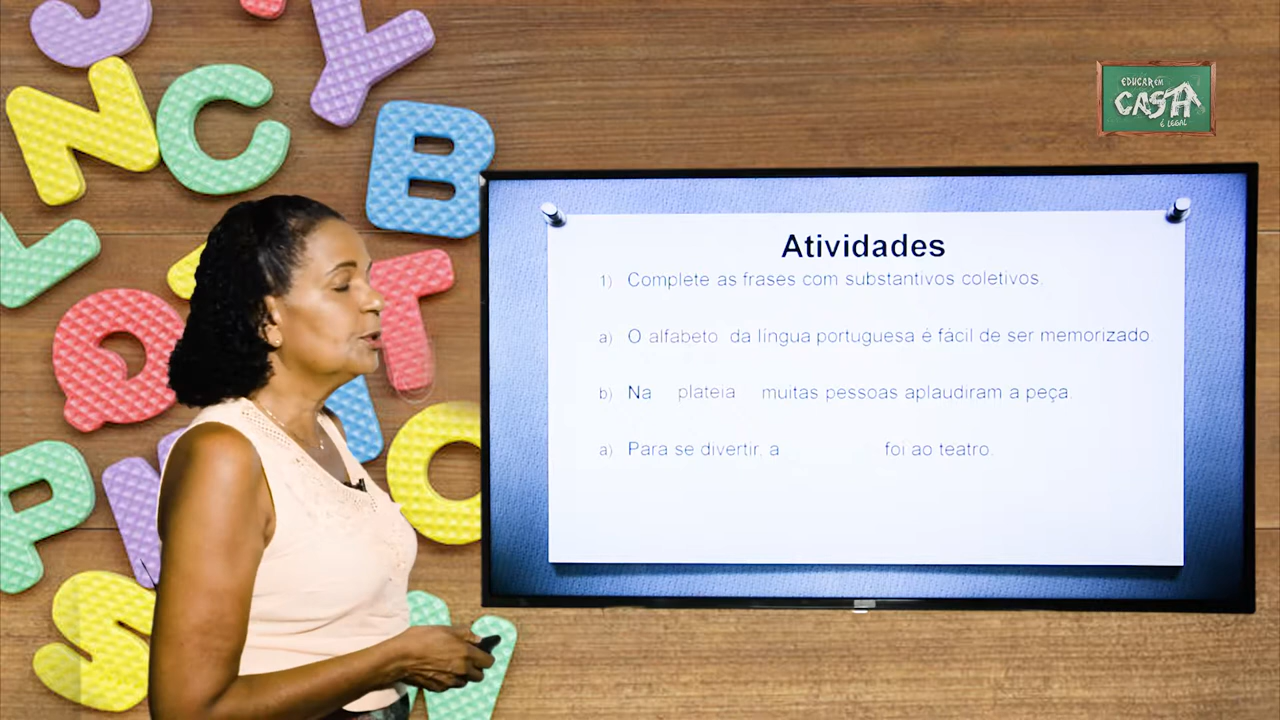 EDUCAR EM
CASA
É LEGAL
Atividades
1) Complete as frases com substantivos coletivos.
a) O alfabeto da língua portuguesa é fácil de ser memorizado
b) Na plateia muitas pessoas aplaudiram a peça.
a) Para se divertir, a foi ao teatro.